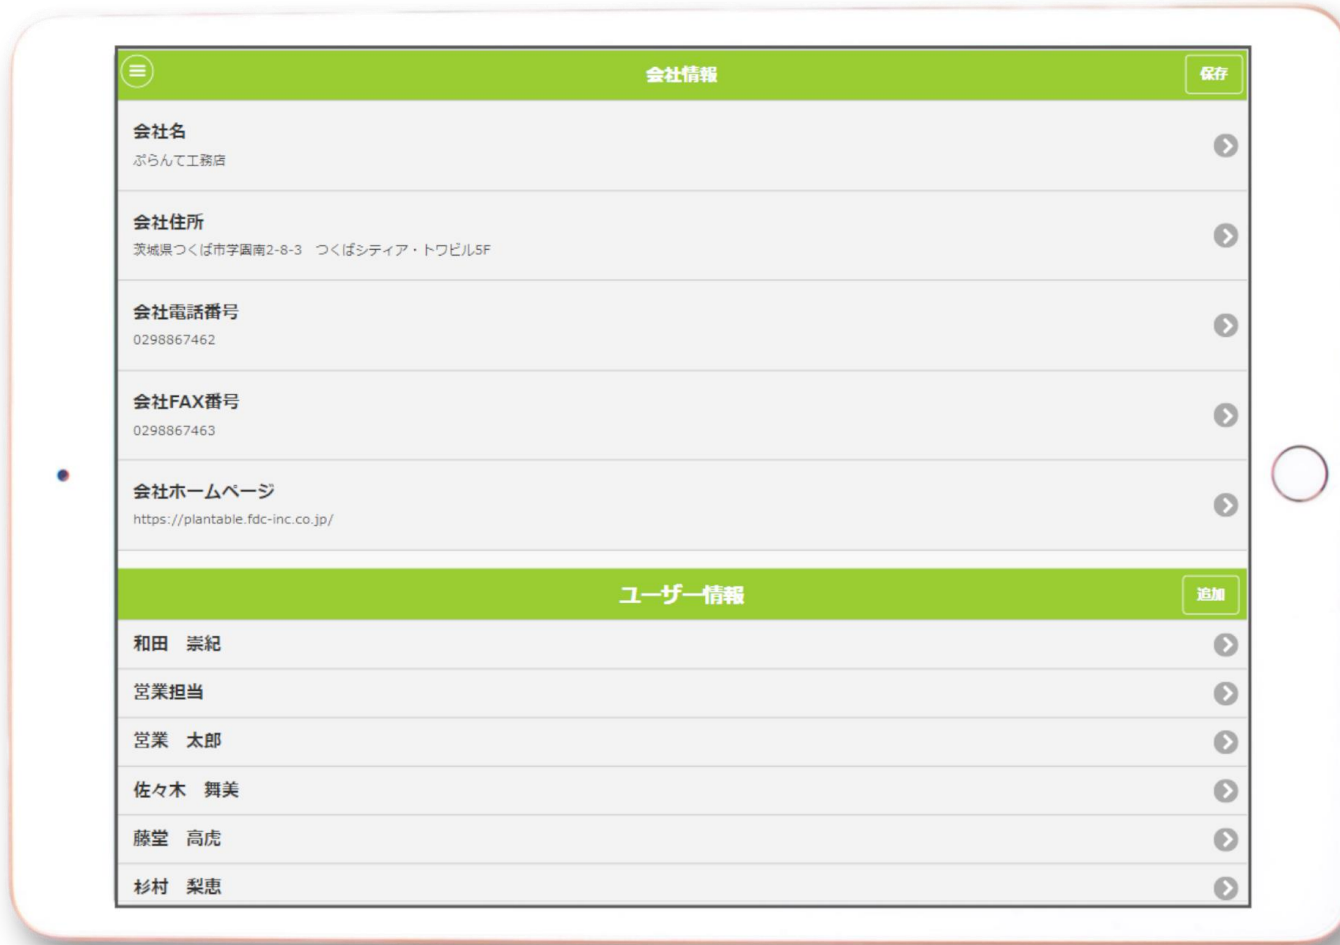 会社情報
保存
会社名
ぷらんて工務店
会社住所
茨城県つくば市学園南2-8-3　つくばシティア・トワビル5F
会社電話番号
0298867462
会社FAX番号
0298867463
会社ホームページ
https://plantable.fdc-inc.co.jp/
ユーザー情報
追加
和田　崇紀
営業担当
営業　太郎
佐々木　舞美
藤堂　高虎
杉村　梨恵